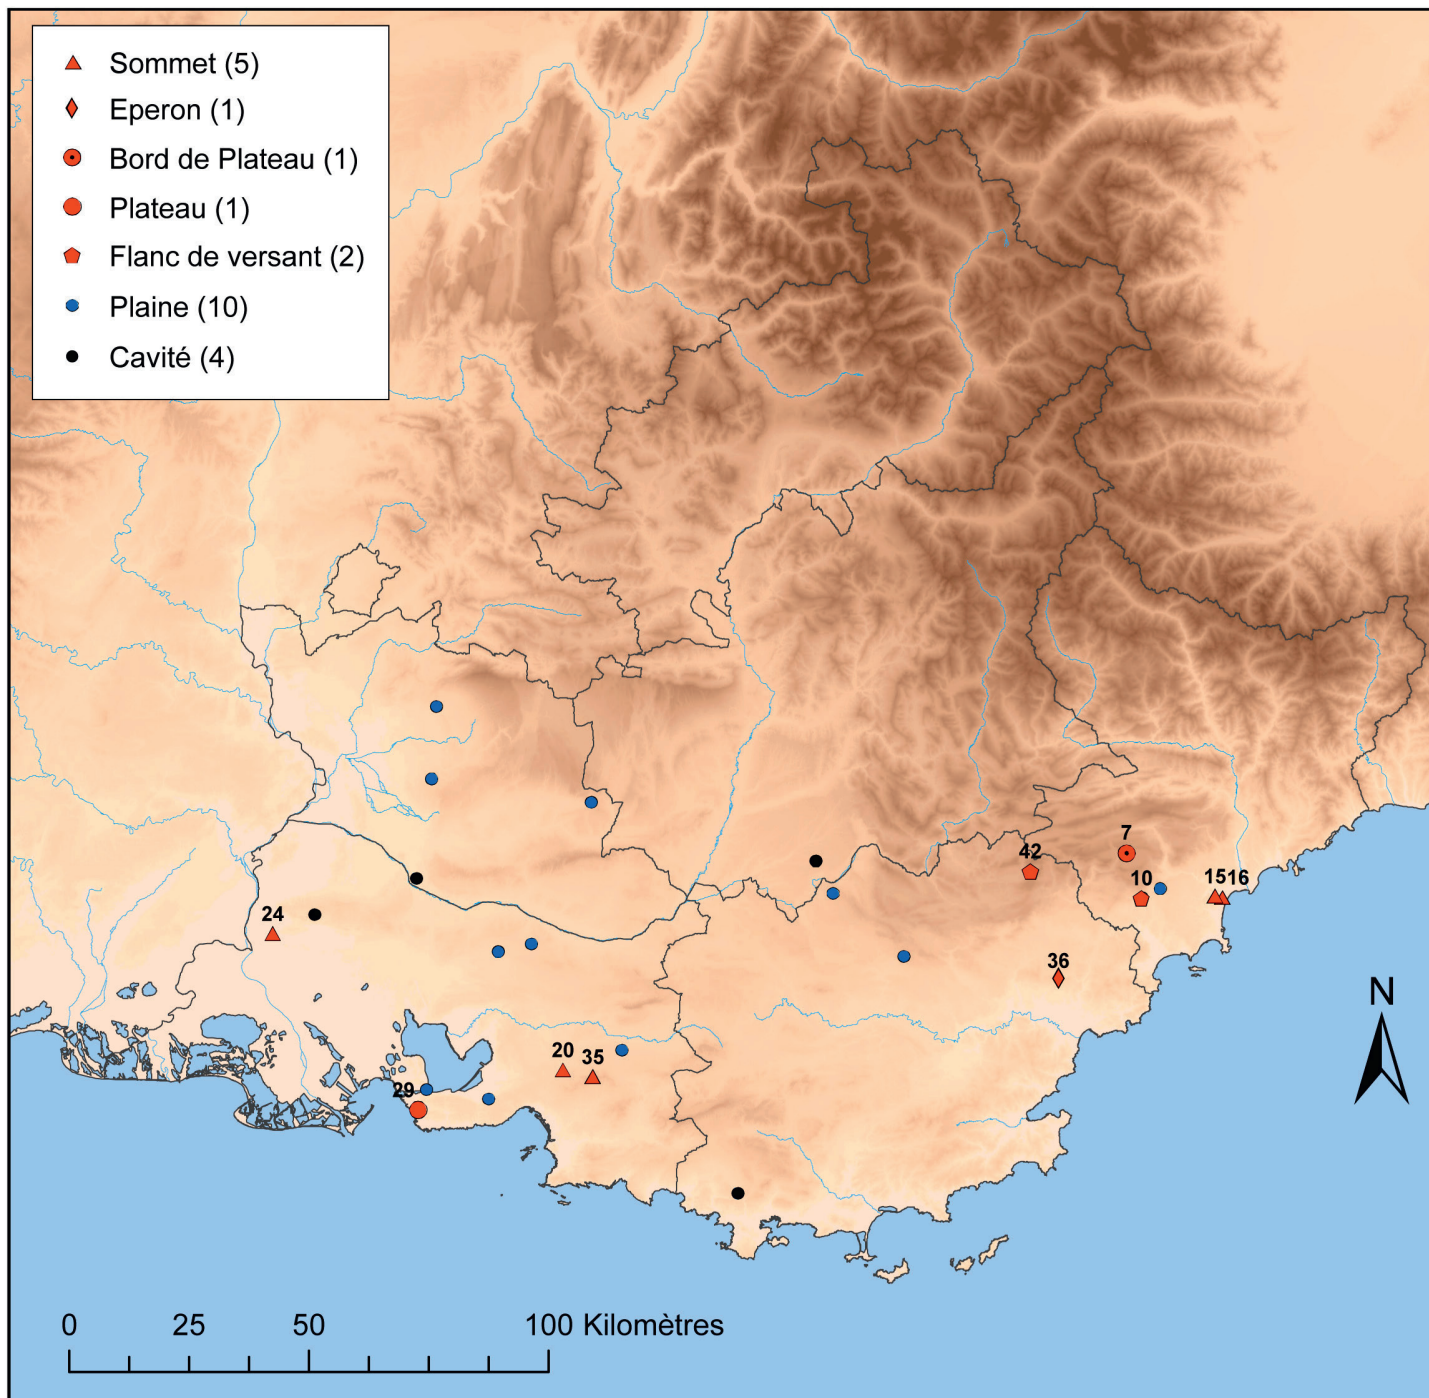 Sommet (5)
Eperon (1)
Bord de Plateau (1)
Plateau (1)
Flanc de versant (2)
Plaine (10)
Cavité (4)
7
42
10
15
16
24
36
N
20
35
29
0 25 50 100 Kilomètres